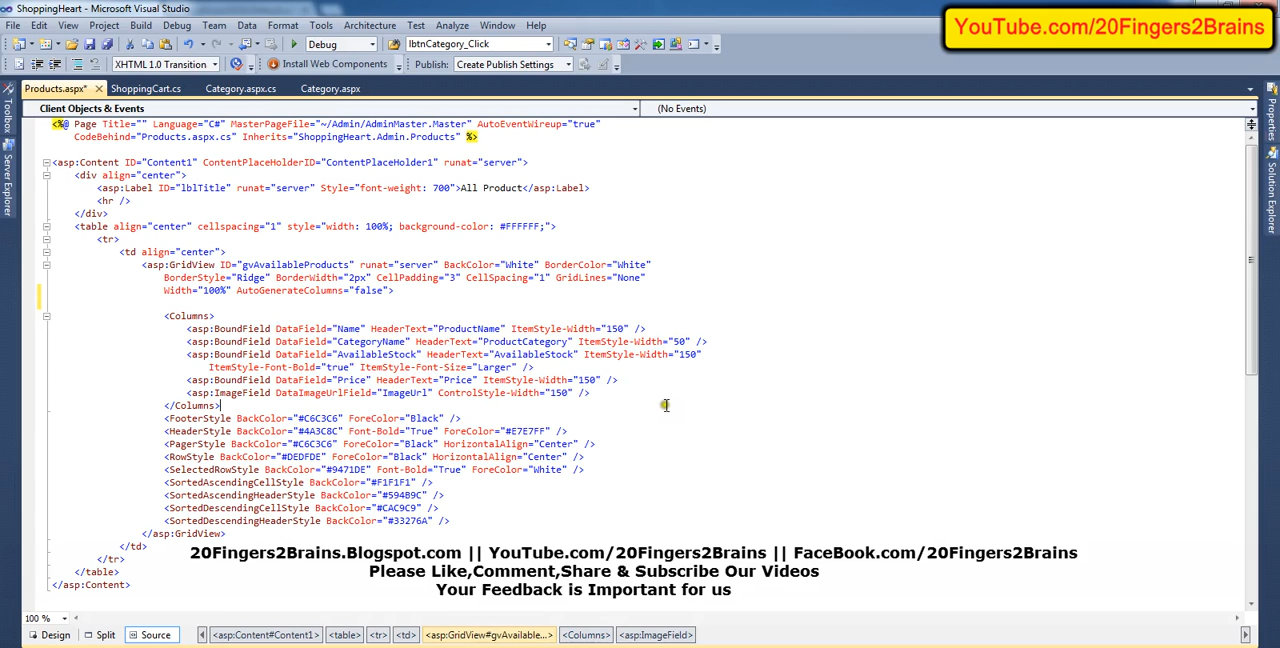 ShoppingHeart - Microsoft Visual Studio
File Edit View Project Build Debug Team Data Format Tools Architecture Test Analyze Window Help
YouTube.com/20Fingers2Brains
Debug lbtnCategory_Click
XHTML 1.0 Transition Install Web Components Publish: Create Publish Settings
Products.aspx* ShoppingCart.cs Category.aspx.cs Category.aspx
Client Objects & Events (No Events)
Toolbox
Server Explorer
Properties
Solution Explorer
<%@ Page Title="" Language="C#" MasterPageFile="~/Admin/AdminMaster.Master" AutoEventWireup="true"
CodeBehind="Products.aspx.cs" Inherits="ShoppingHeart.Admin.Products" %>
<asp:Content ID="Content1" ContentPlaceHolderID="ContentPlaceHolder1" runat="server">
<div align="center">
<asp:Label ID="lblTitle" runat="server" Style="font-weight: 700">All Product</asp:Label>
<hr />
</div>
<table align="center" cellspacing="1" style="width: 100%; background-color: #FFFFFF;">
<tr>
<td align="center">
<asp:GridView ID="gvAvailableProducts" runat="server" BackColor="White" BorderColor="White"
BorderStyle="Ridge" BorderWidth="2px" CellPadding="3" CellSpacing="1" GridLines="None"
Width="100%" AutoGenerateColumns="false">
<Columns>
<asp:BoundField DataField="Name" HeaderText="ProductName" ItemStyle-Width="150" />
<asp:BoundField DataField="CategoryName" HeaderText="ProductCategory" ItemStyle-Width="50" />
<asp:BoundField DataField="AvailableStock" HeaderText="AvailableStock" ItemStyle-Width="150"
ItemStyle-Font-Bold="true" ItemStyle-Font-Size="Larger" />
<asp:BoundField DataField="Price" HeaderText="Price" ItemStyle-Width="150" />
<asp:ImageField DataImageUrlField="ImageUrl" ControlStyle-Width="150" />
</Columns>
<FooterStyle BackColor="#C6C3C6" ForeColor="Black" />
<HeaderStyle BackColor="#4A3C8C" Font-Bold="True" ForeColor="#E7E7FF" />
<PagerStyle BackColor="#C6C3C6" ForeColor="Black" HorizontalAlign="Center" />
<RowStyle BackColor="#DEDFDE" ForeColor="Black" HorizontalAlign="Center" />
<SelectedRowStyle BackColor="#9471DE" Font-Bold="True" ForeColor="White" />
<SortedAscendingCellStyle BackColor="#F1F1F1" />
<SortedAscendingHeaderStyle BackColor="#594B9C" />
<SortedDescendingCellStyle BackColor="#CAC9C9" />
<SortedDescendingHeaderStyle BackColor="#33276A" />
</asp:GridView>
</td>
</tr>
</table>
</asp:Content>
20Fingers2Brains.Blogspot.com || YouTube.com/20Fingers2Brains || FaceBook.com/20Fingers2Brains
Please Like,Comment,Share & Subscribe Our Videos
Your Feedback is Important for us
100 %
Design Split Source <asp:Content#Content1> <table> <tr> <td> <asp:GridView#gvAvailable...> <Columns> <asp:ImageField>